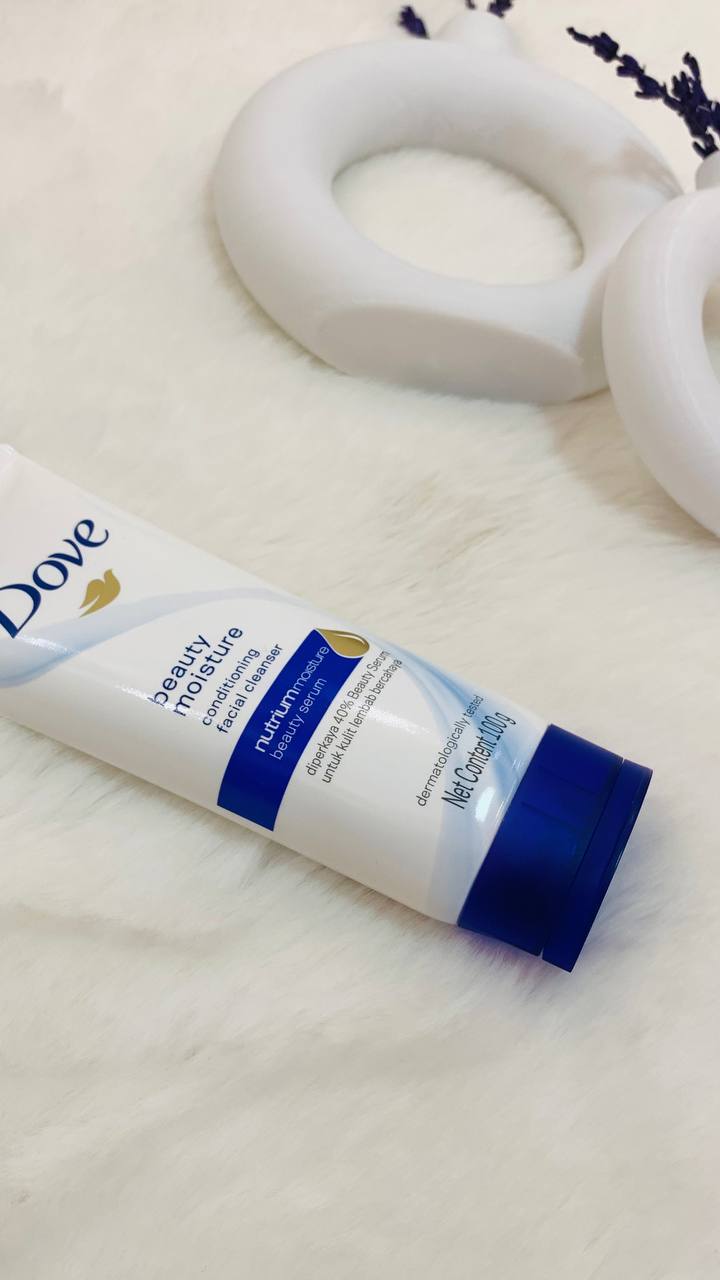 Dove
beauty
moisture
conditioning
facial cleanser
nutriummoisture
beauty serum
diperkaya 40% Beauty Serum
untuk kulit lembab bercahaya
dermatologically tested
Net Content 100g